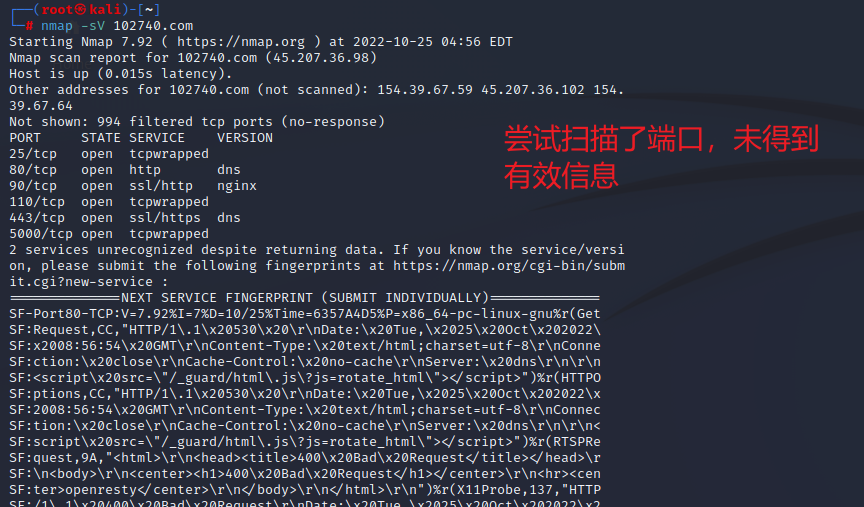 ┌──(root㉿kali)-[~]
└─# nmap -sV 102740.com
Starting Nmap 7.92 ( https://nmap.org ) at 2022-10-25 04:56 EDT
Nmap scan report for 102740.com (45.207.36.98)
Host is up (0.015s latency).
Other addresses for 102740.com (not scanned): 154.39.67.59 45.207.36.102 154.
39.67.64
Not shown: 994 filtered tcp ports (no-response)
PORT     STATE SERVICE    VERSION
25/tcp   open  tcpwrapped
80/tcp   open  http       dns
90/tcp   open  ssl/http   nginx
110/tcp  open  tcpwrapped
443/tcp  open  ssl/https  dns
5000/tcp open  tcpwrapped
尝试扫描了端口，未得到
有效信息
2 services unrecognized despite returning data. If you know the service/versi
on, please submit the following fingerprints at https://nmap.org/cgi-bin/subm
it.cgi?new-service :
==============NEXT SERVICE FINGERPRINT (SUBMIT INDIVIDUALLY)==============
SF-Port80-TCP:V=7.92%I=7%D=10/25%Time=6357A4D5%P=x86_64-pc-linux-gnu%r(Get
SF:Request,CC,"HTTP/1\.1\x20530\x20\r\nDate:\x20Tue,\x2025\x20Oct\x202022\
SF:x2008:56:54\x20GMT\r\nContent-Type:\x20text/html;charset=utf-8\r\nConne
SF:ction:\x20close\r\nCache-Control:\x20no-cache\r\nServer:\x20dns\r\n\r\n
SF:<script\x20src=\"/_guard/html\.js\?js=rotate_html\"></script>")%r(HTTPO
SF:ptions,CC,"HTTP/1\.1\x20530\x20\r\nDate:\x20Tue,\x2025\x20Oct\x202022\x
SF:2008:56:54\x20GMT\r\nContent-Type:\x20text/html;charset=utf-8\r\nConnec
SF:tion:\x20close\r\nCache-Control:\x20no-cache\r\nServer:\x20dns\r\n\r\n<
SF:script\x20src=\"/_guard/html\.js\?js=rotate_html\"></script>")%r(RTSPRe
SF:quest,9A,"<html>\r\n<head><title>400\x20Bad\x20Request</title></head>\r
SF:\n<body>\r\n<center><h1>400\x20Bad\x20Request</h1></center>\r\n<hr><cen
SF:ter>openresty</center>\r\n</body>\r\n</html>\r\n")%r(X11Probe,137,"HTTP
SF:/1\.1\x20400\x20Bad\x20Request\r\nDate:\x20Tue,\x2025\x20Oct\x202022\x2